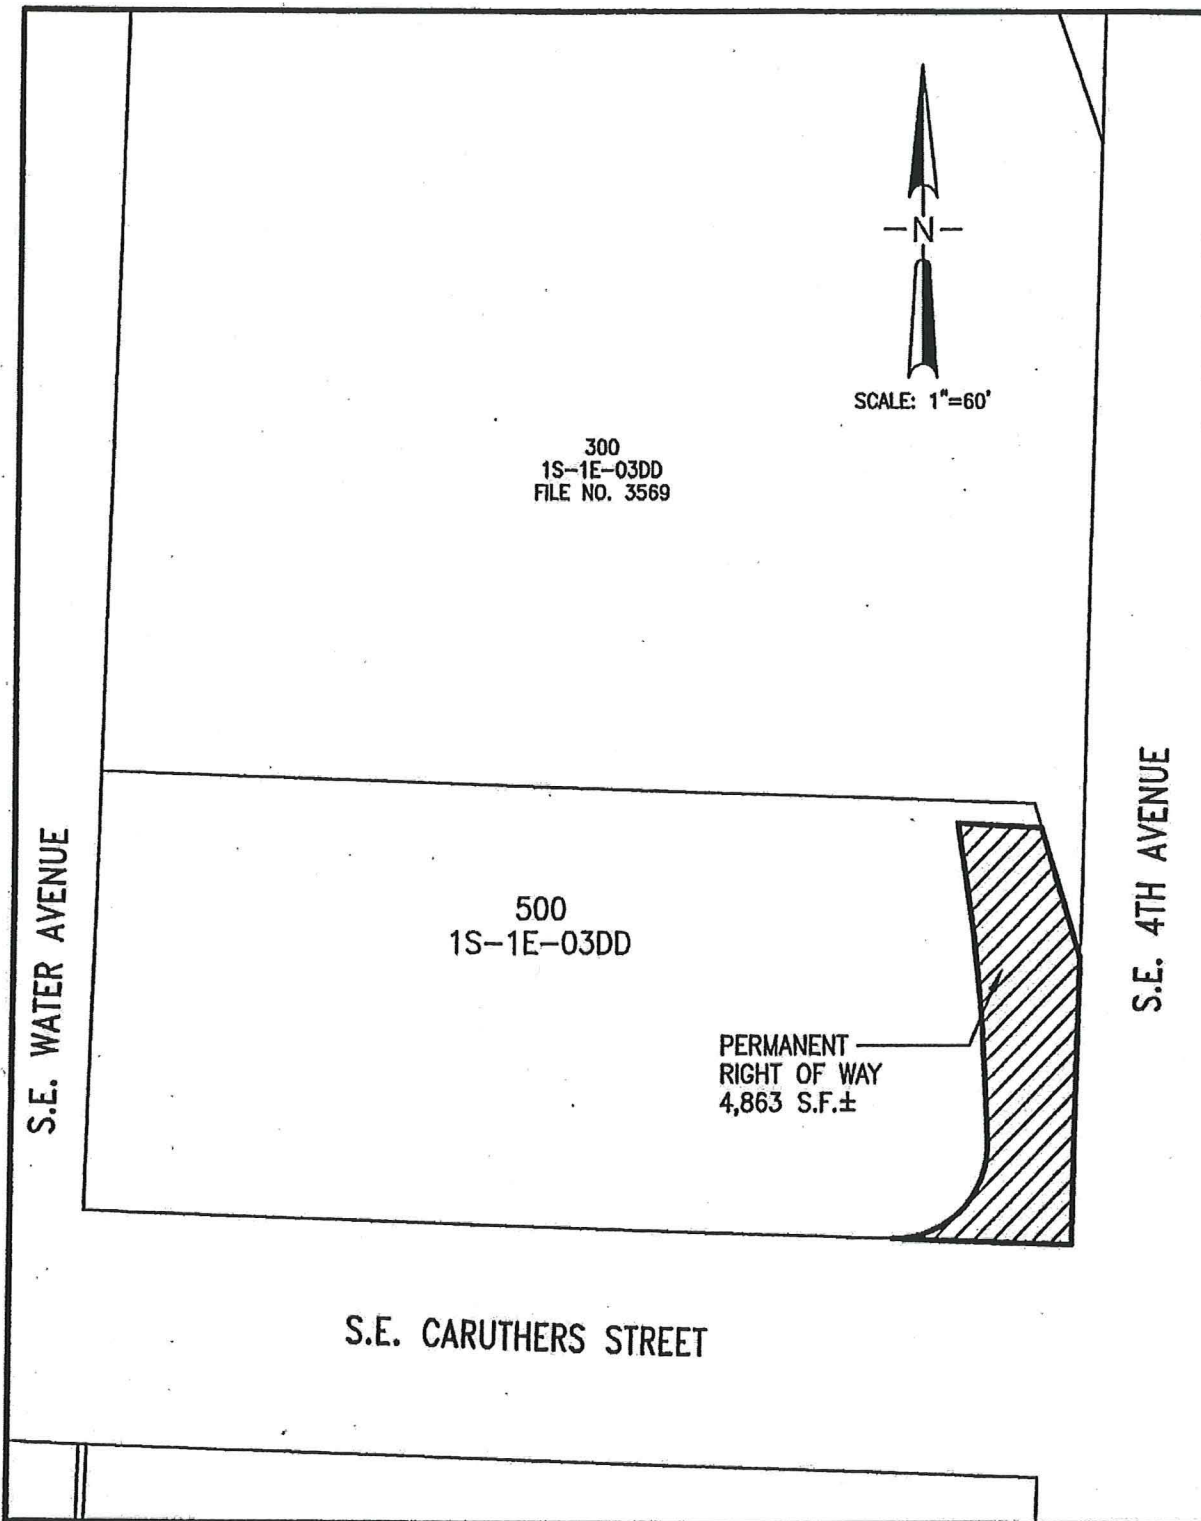 -N-
SCALE: 1"=60'
300
1S-1E-03DD
FILE NO. 3569
S.E. WATER AVENUE
500
1S-1E-03DD
S.E. 4TH AVENUE
PERMANENT
RIGHT OF WAY
4,863 S.F.±
S.E. CARUTHERS STREET